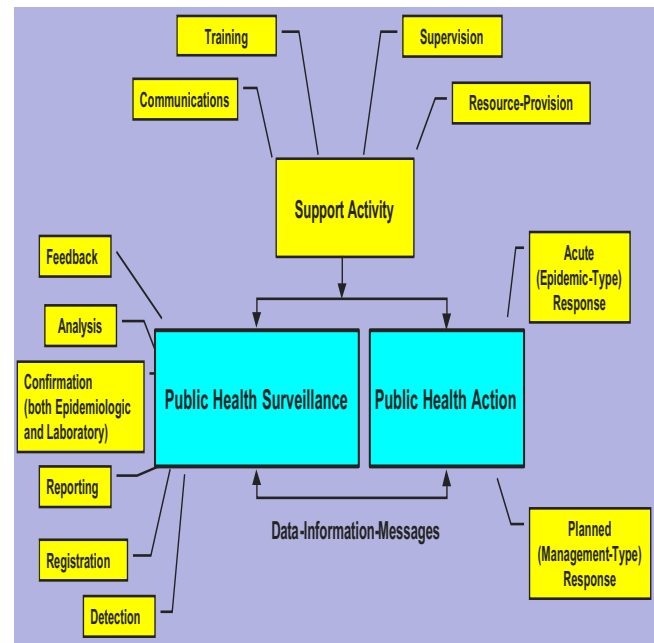 Training
Supervision
Communications
Resource-Provision
Support Activity
Feedback
Acute
(Epidemic-Type)
Response
Analysis
Confirmation
(both Epidemiologic
and Laboratory)
Public Health Surveillance
Public Health Action
Reporting
Data-Information-Messages
Planned
(Management-Type)
Response
Registration
Detection